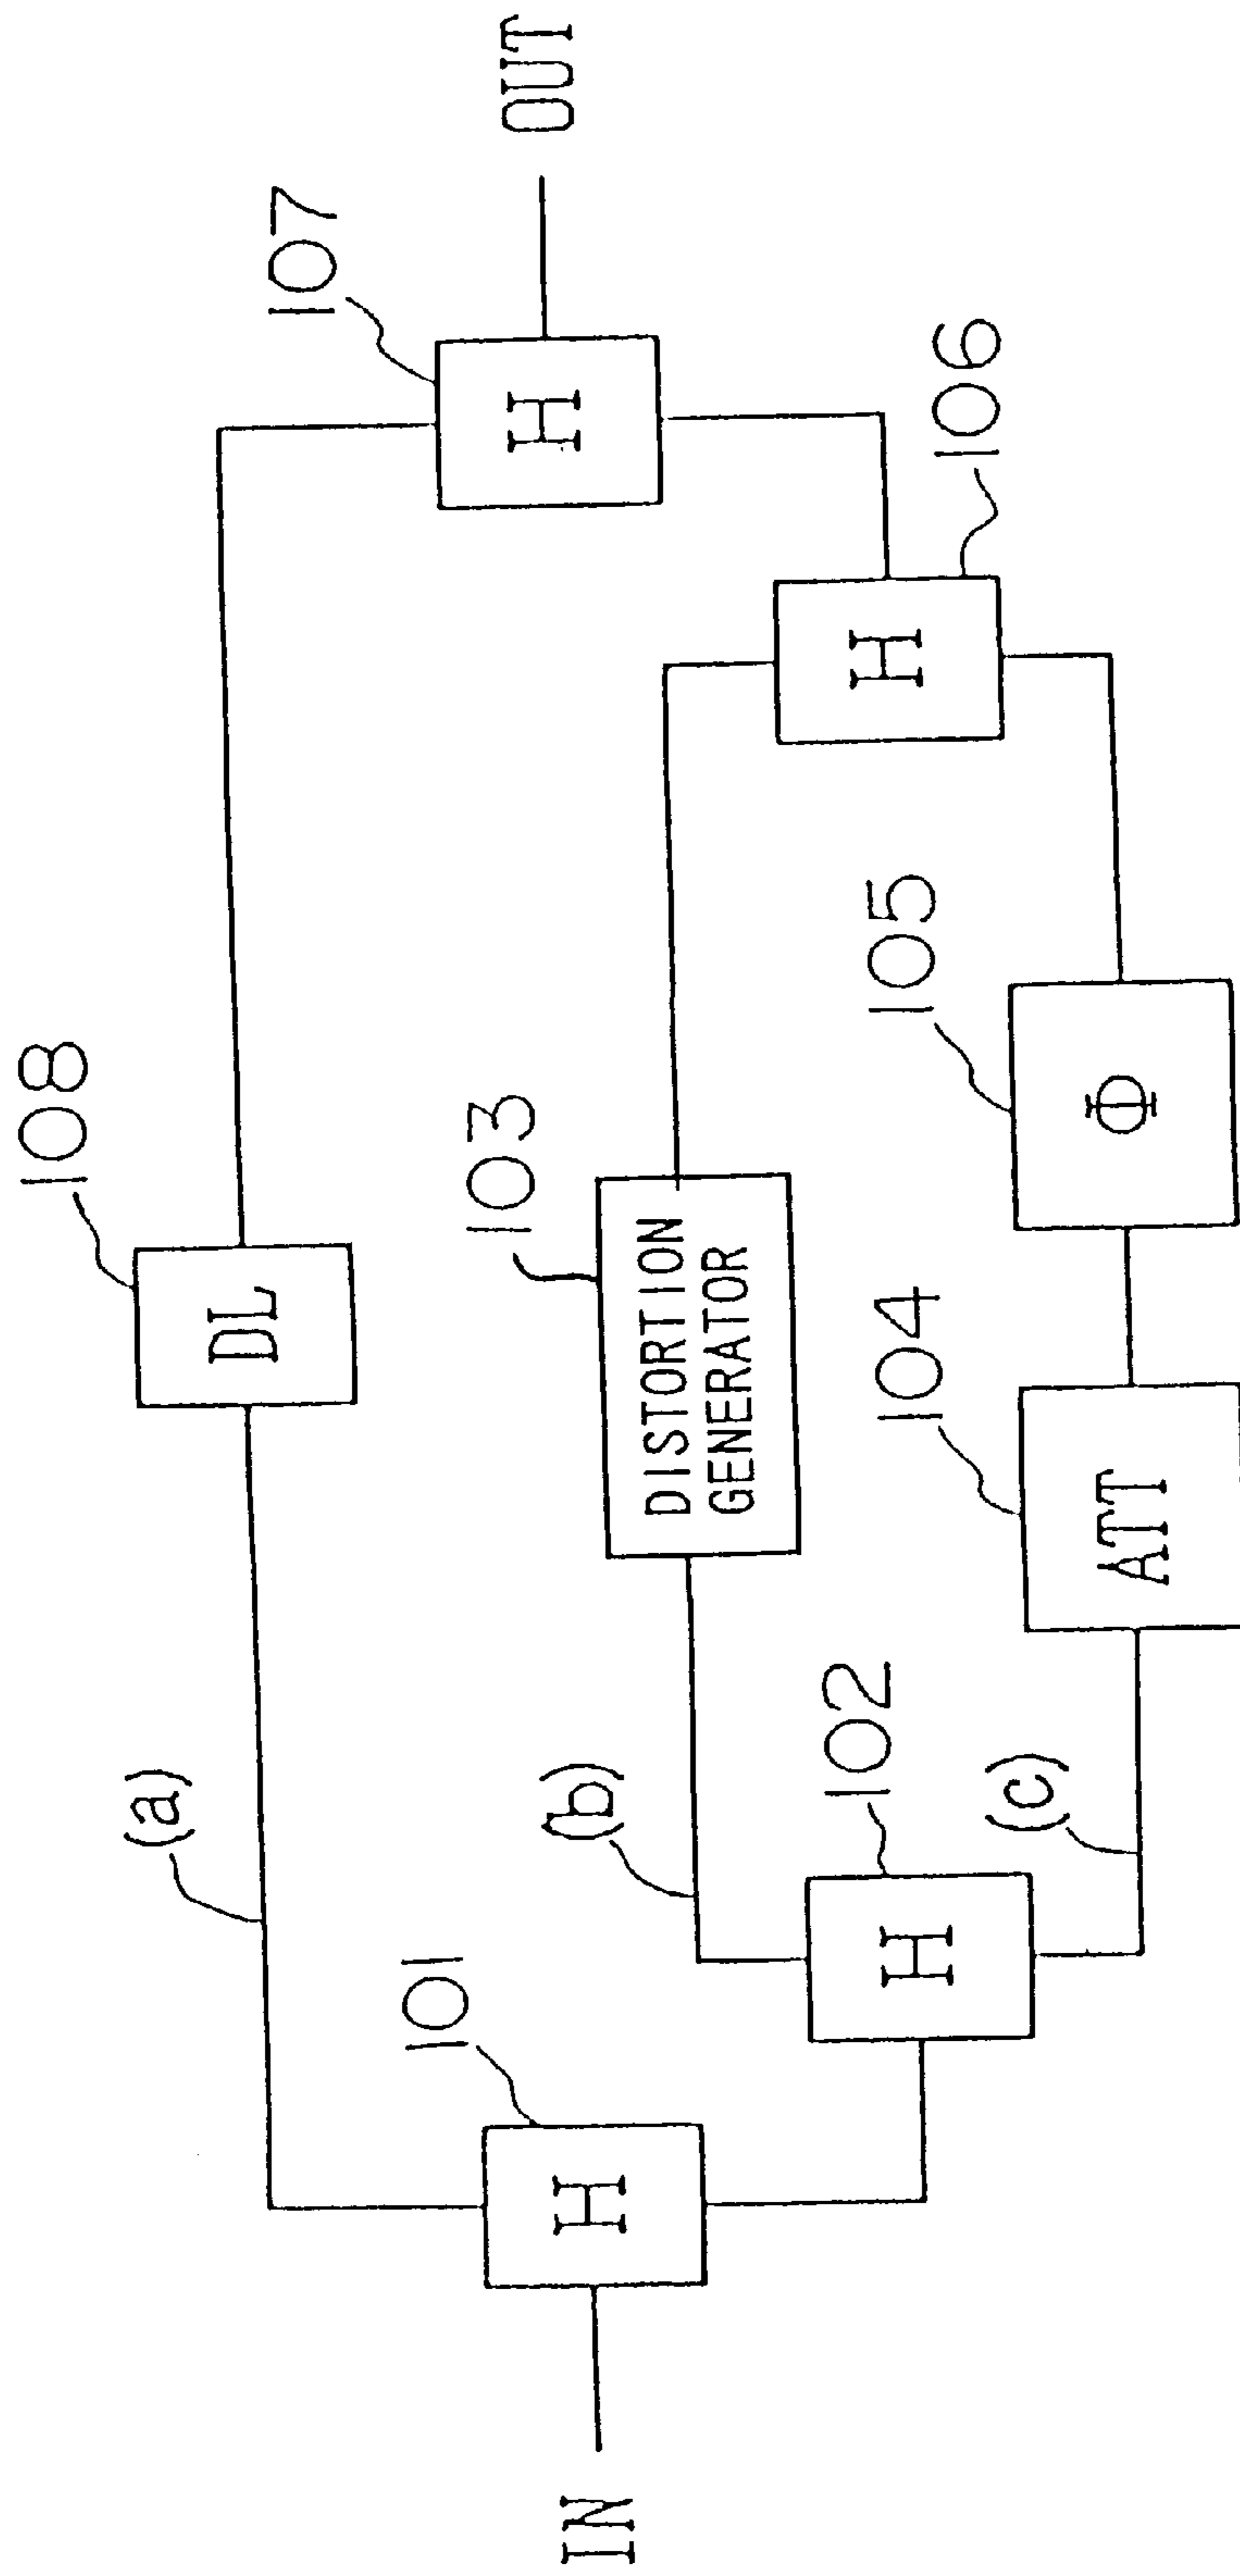 108
DL
(a)
107
H
OUT
101
H
IN
103
DISTORTION
GENERATOR
(b)
102
H
106
H
(c)
104
ATT
105
Φ